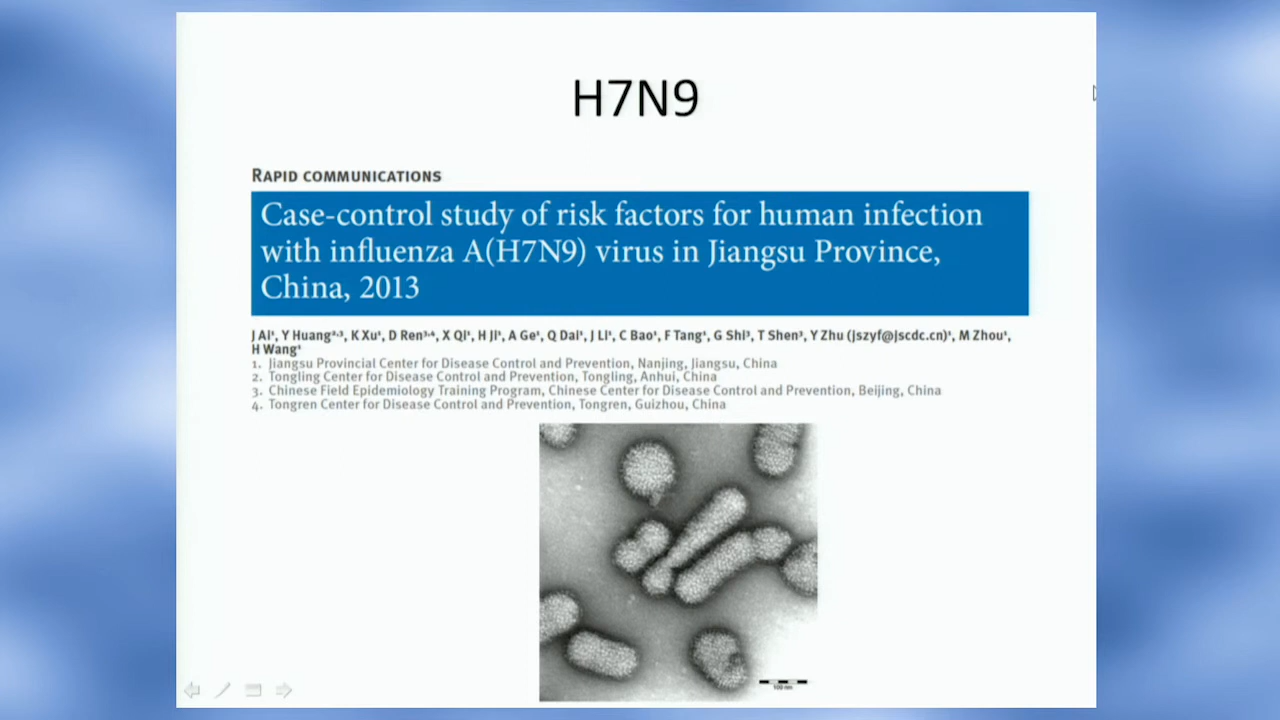 H7N9
RAPID COMMUNICATIONS
Case-control study of risk factors for human infection
with influenza A(H7N9) virus in Jiangsu Province,
China, 2013
J Ai¹, Y Huang²,³, K Xu¹, D Ren³,⁴, X Qi¹, H Ji¹, A Ge¹, Q Dai¹, J Li¹, C Bao¹, F Tang¹, G Shi³, T Shen³, Y Zhu (jszyf@jscdc.cn)¹, M Zhou¹,
H Wang¹
1. Jiangsu Provincial Center for Disease Control and Prevention, Nanjing, Jiangsu, China
2. Tongling Center for Disease Control and Prevention, Tongling, Anhui, China
3. Chinese Field Epidemiology Training Program, Chinese Center for Disease Control and Prevention, Beijing, China
4. Tongren Center for Disease Control and Prevention, Tongren, Guizhou, China
100 nm